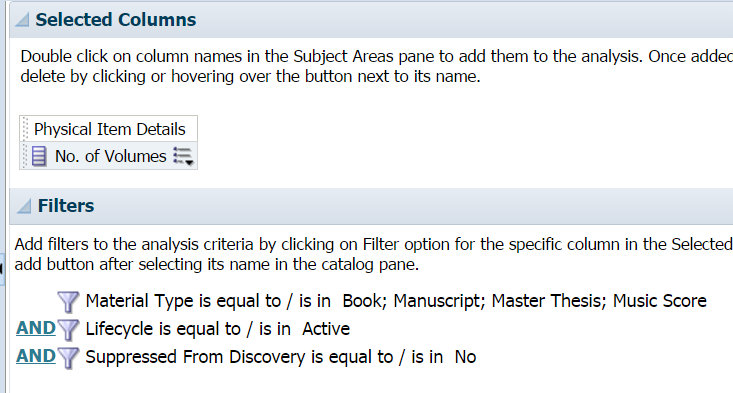 Selected Columns
Double click on column names in the Subject Areas pane to add them to the analysis. Once added
delete by clicking or hovering over the button next to its name.
Physical Item Details
No. of Volumes
Filters
Add filters to the analysis criteria by clicking on Filter option for the specific column in the Selected
add button after selecting its name in the catalog pane.
Material Type is equal to / is in Book; Manuscript; Master Thesis; Music Score
AND Lifecycle is equal to / is in Active
AND Suppressed From Discovery is equal to / is in No